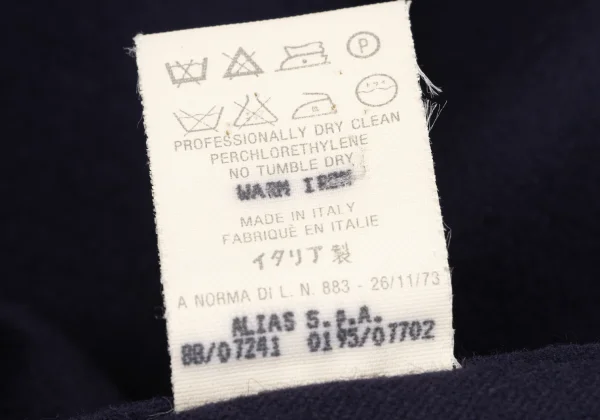 P
PROFESSIONALLY DRY CLEAN
PERCHLORETHYLENE
NO TUMBLE DRY
WARM IRON
MADE IN ITALY
FABRIQUÉ EN ITALIE
イタリア製
A NORMA DI L. N. 883 - 26/11/73
ALIAS S.p.A.
88/07241 0195/07702